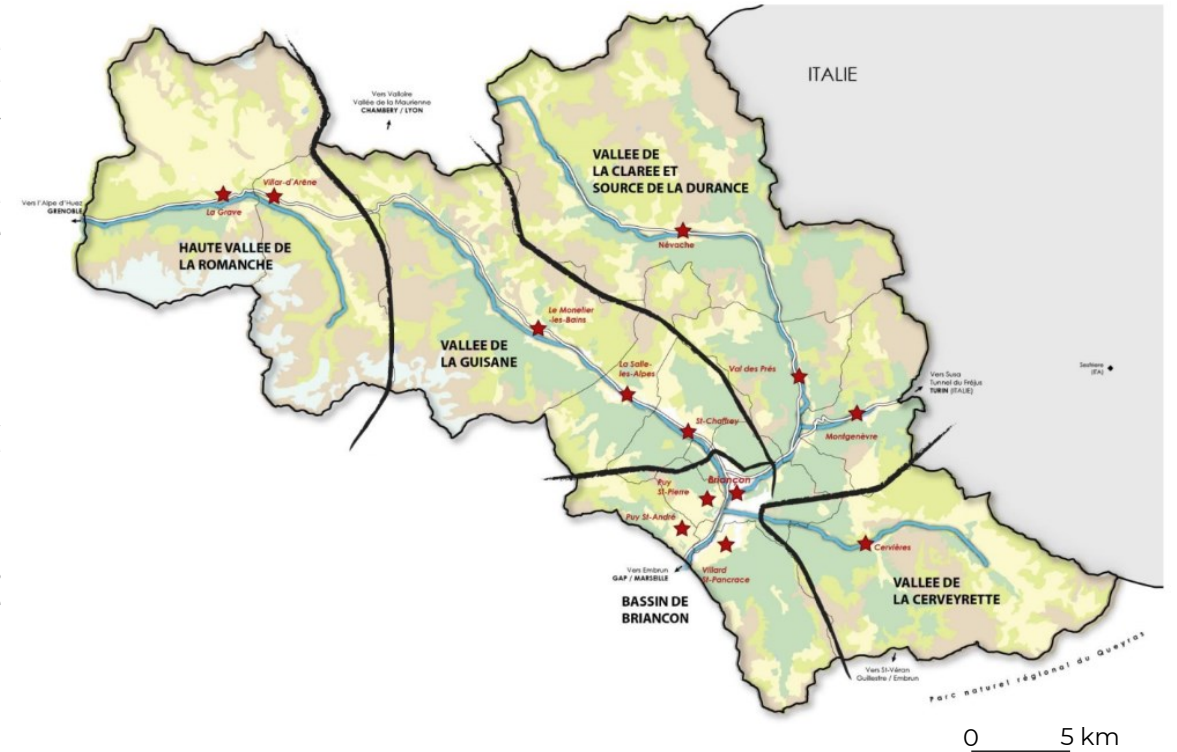 ITALIE
Vers Valloire
Vallée de la Maurienne
CHAMBERY / LYON
VALLEE DE
LA CLAREE ET
SOURCE DE LA DURANCE
Villar-d'Arêne
Vers l'Alpe d'Huez
GRENOBLE
La Grave
Névache
HAUTE VALLEE DE
LA ROMANCHE
Le Monetier
-les-Bains
VALLEE DE
LA GUISANE
La Salle-
les-Alpes
Val des Prés
Sestriere
(ITA)
Vers Susa
Tunnel du Fréjus
TURIN (ITALIE)
St-Chaffrey
Montgenèvre
Puy
St-Pierre
Briançon
Puy St-André
Cervières
Vers Embrun
GAP / MARSEILLE
Villard
St-Pancrace
VALLEE DE
LA CERVEYRETTE
BASSIN DE
BRIANCON
Vers St-Véran
Guillestre / Embrun
Parc naturel régional du Queyras
0 5 km